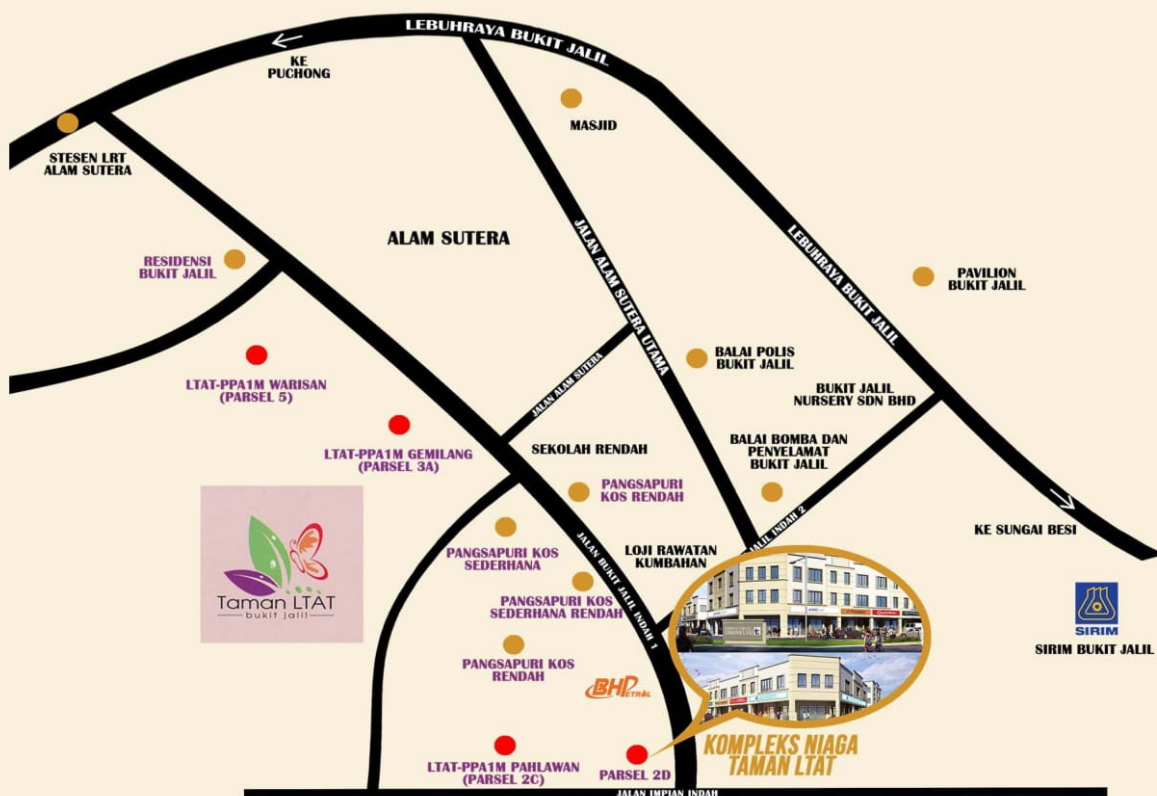 LEBUHRAYA BUKIT JALIL
KE
PUCHONG
MASJID
STESEN LRT
ALAM SUTERA
ALAM SUTERA
JALAN ALAM SUTERA UTAMA
LEBUHRAYA BUKIT JALIL
RESIDENSI
BUKIT JALIL
PAVILION
BUKIT JALIL
LTAT-PPA1M WARISAN
(PARSEL 5)
JALAN ALAM SUTERA
BALAI POLIS
BUKIT JALIL
BUKIT JALIL
NURSERY SDN BHD
LTAT-PPA1M GEMILANG
(PARSEL 3A)
SEKOLAH RENDAH
BALAI BOMBA DAN
PENYELAMAT
BUKIT JALIL
PANGSAPURI
KOS RENDAH
KE SUNGAI BESI
JALIL INDAH 2
PANGSAPURI KOS
SEDERHANA
LOJI RAWATAN
KUMBAHAN
JALAN BUKIT JALIL INDAH 1
Taman LTAT
bukit jalil
PANGSAPURI KOS
SEDERHANA RENDAH
SIRIM
SIRIM BUKIT JALIL
PANGSAPURI KOS
RENDAH
BHPetrol
KOMPLEKS NIAGA
TAMAN LTAT
LTAT-PPA1M PAHLAWAN
(PARSEL 2C)
PARSEL 2D
JALAN IMPIAN INDAH